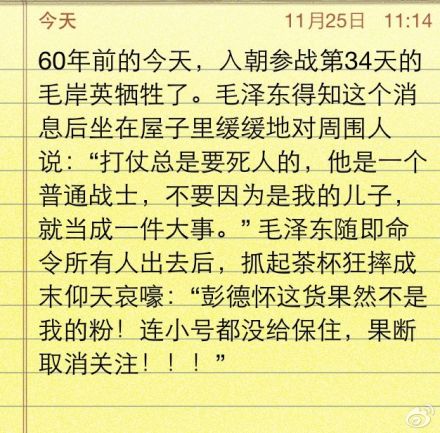 今天 11月25日 11:14
60年前的今天，入朝参战第34天的
毛岸英牺牲了。毛泽东得知这个消
息后坐在屋子里缓缓地对周围人
说：“打仗总是要死人的，他是一个
普通战士，不要因为是我的儿子，
就当成一件大事。”毛泽东随即命
令所有人出去后，抓起茶杯狂摔成
末仰天哀嚎：“彭德怀这货果然不是
我的粉！连小号都没给保住，果断
取消关注！！！”